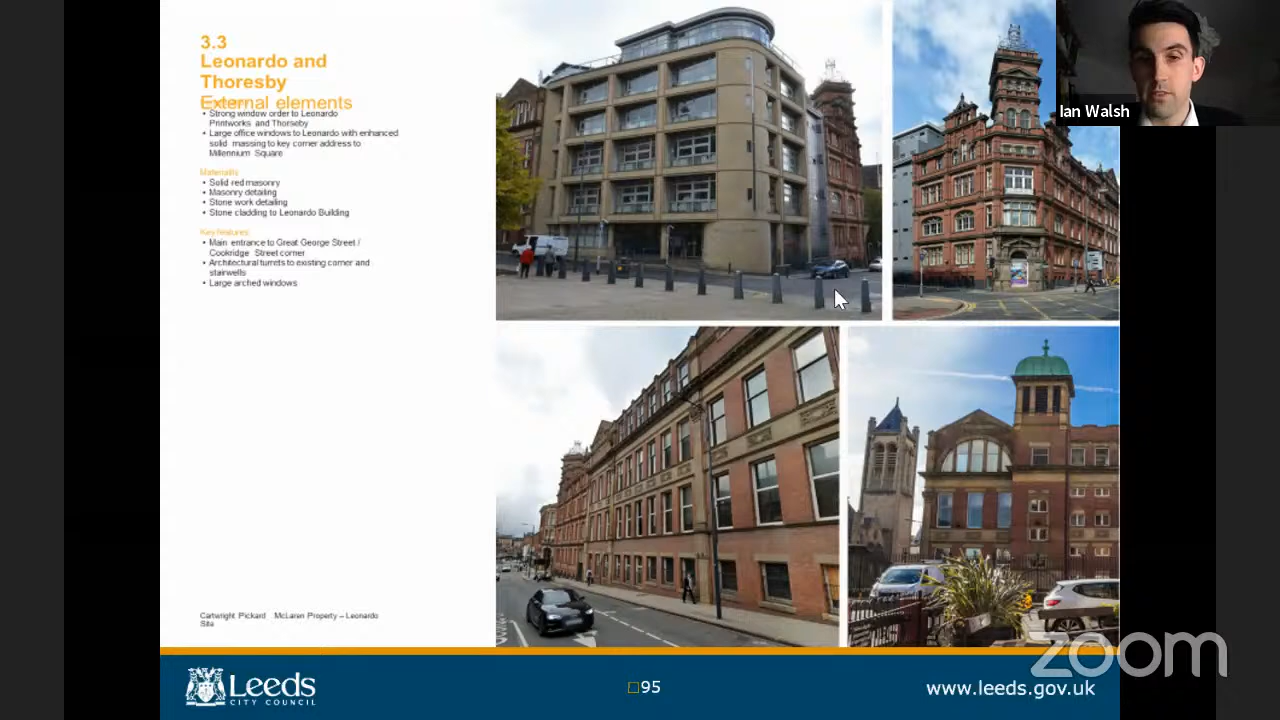 3.3
Leonardo and
Thoresby
External elements
• Strong window order to Leonardo
Printworks and Thorseby
• Large office windows to Leonardo with enhanced
solid massing to key corner address to
Millennium Square
• Solid red masonry
• Masonry detailing
• Stone work detailing
• Stone cladding to Leonardo Building
Key features
• Main entrance to Great George Street /
Cookridge Street corner
• Architectural turrets to existing corner and
stairwells
• Large arched windows
Cartwright Pickard McLaren Property – Leonardo
Site
Ian Walsh
Leeds
CITY COUNCIL
95
www.leeds.gov.uk
zoom